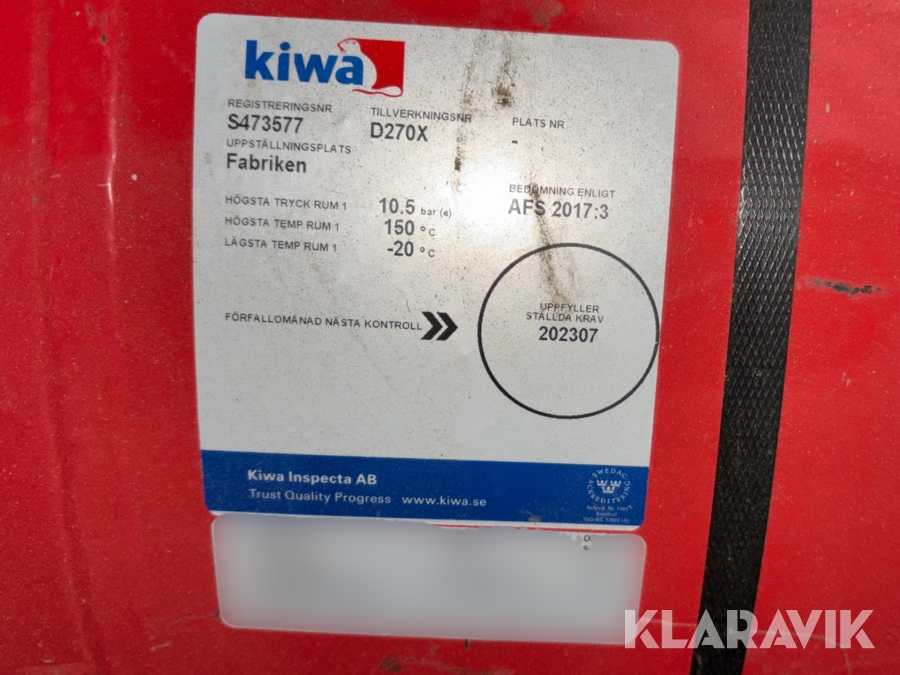 kiwa
REGISTRERINGSNR
S473577
TILLVERKNINGSNR
D270X
PLATS NR
-
UPPSTÄLLNINGSPLATS
Fabriken
BEDÖMNING ENLIGT
AFS 2017:3
HÖGSTA TRYCK RUM 1 10.5 bar (e)
HÖGSTA TEMP RUM 1 150 °C
LÄGSTA TEMP RUM 1 -20 °C
FÖRFALLOMÅNAD NÄSTA KONTROLL
UPPFYLLER
STÄLLDA KRAV
202307
Kiwa Inspecta AB
Trust Quality Progress www.kiwa.se
SWEDAC
ACKREDITERING
KLARAVIK